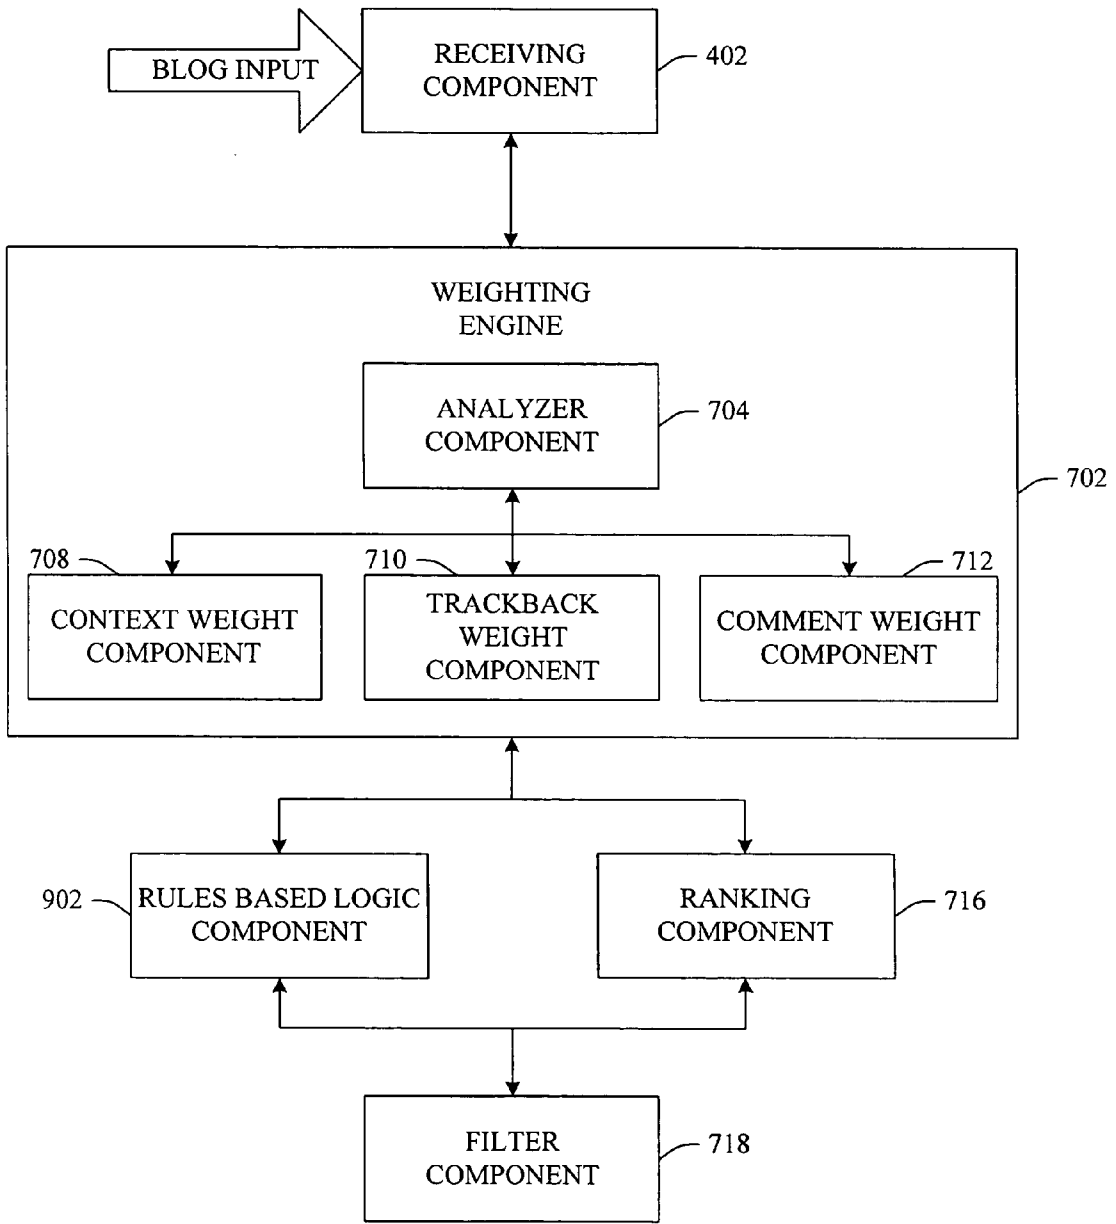 BLOG INPUT
RECEIVING
COMPONENT
402
WEIGHTING
ENGINE
ANALYZER
COMPONENT
704
702
708
CONTEXT WEIGHT
COMPONENT
710
TRACKBACK
WEIGHT
COMPONENT
712
COMMENT WEIGHT
COMPONENT
902
RULES BASED LOGIC
COMPONENT
RANKING
COMPONENT
716
FILTER
COMPONENT
718